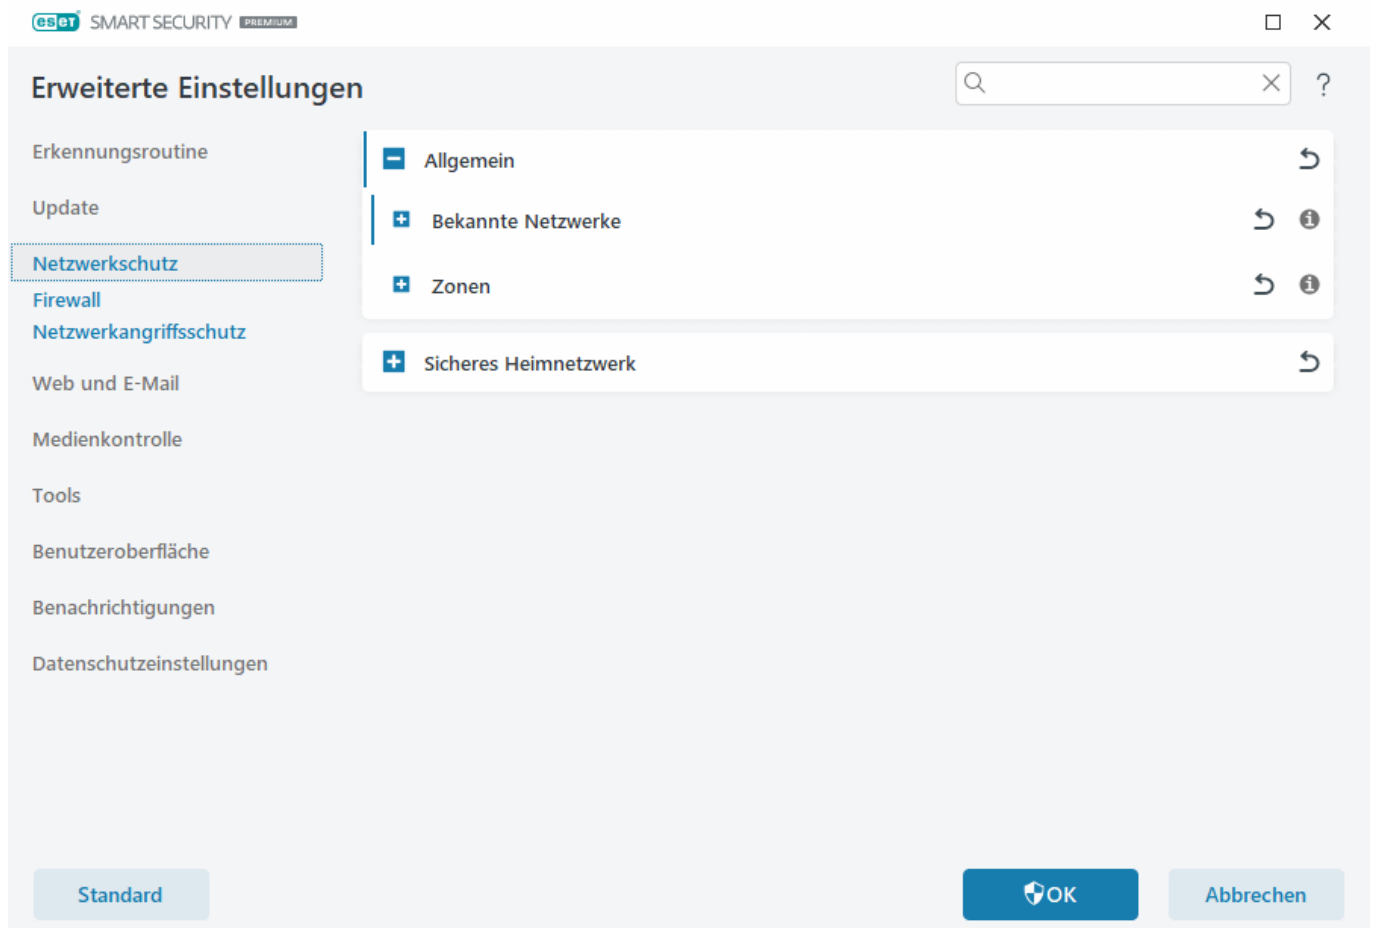 eset SMART SECURITY PREMIUM
Erweiterte Einstellungen
?
Erkennungsroutine
Update
Netzwerkschutz
Firewall
Netzwerkangriffsschutz
Web und E-Mail
Medienkontrolle
Tools
Benutzeroberfläche
Benachrichtigungen
Datenschutzeinstellungen
Allgemein
Bekannte Netzwerke
Zonen
Sicheres Heimnetzwerk
Standard
OK
Abbrechen